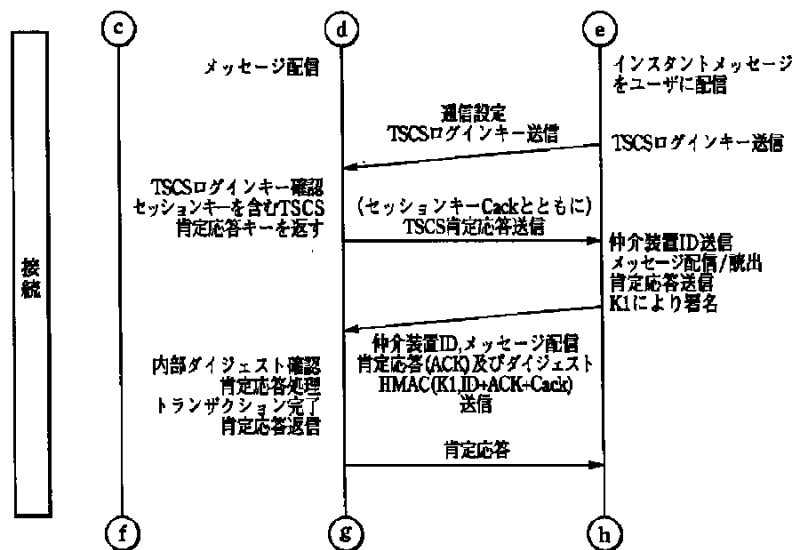 c
d
e
メッセージ配信
インスタントメッセージ
をユーザに配信
通信設定
TSCSログインキー送信
TSCSログインキー送信
TSCSログインキー確認
セッションキーを含むTSCS
肯定応答キーを返す
(セッションキーCackとともに)
TSCS肯定応答送信
接続
仲介装置ID送信
メッセージ配信/読出
肯定応答送信
K1により署名
仲介装置ID,メッセージ配信
肯定応答(ACK)及びダイジェスト
HMAC(K1,ID+ACK+Cack)
送信
内部ダイジェスト確認
肯定応答処理
トランザクション完了
肯定応答返信
肯定応答
f
g
h